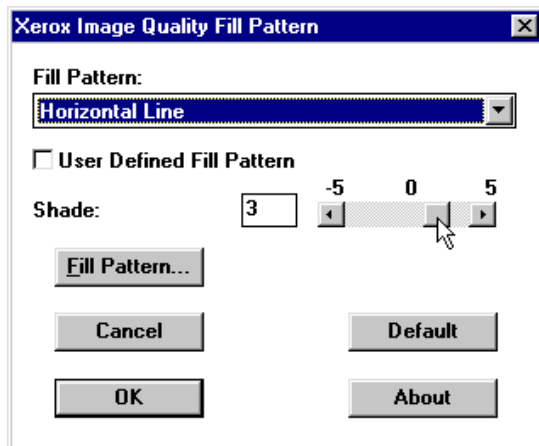 Xerox Image Quality Fill Pattern
Fill Pattern:
Horizontal Line
User Defined Fill Pattern
-5 0 5
Shade: 3
Fill Pattern...
Cancel Default
OK About